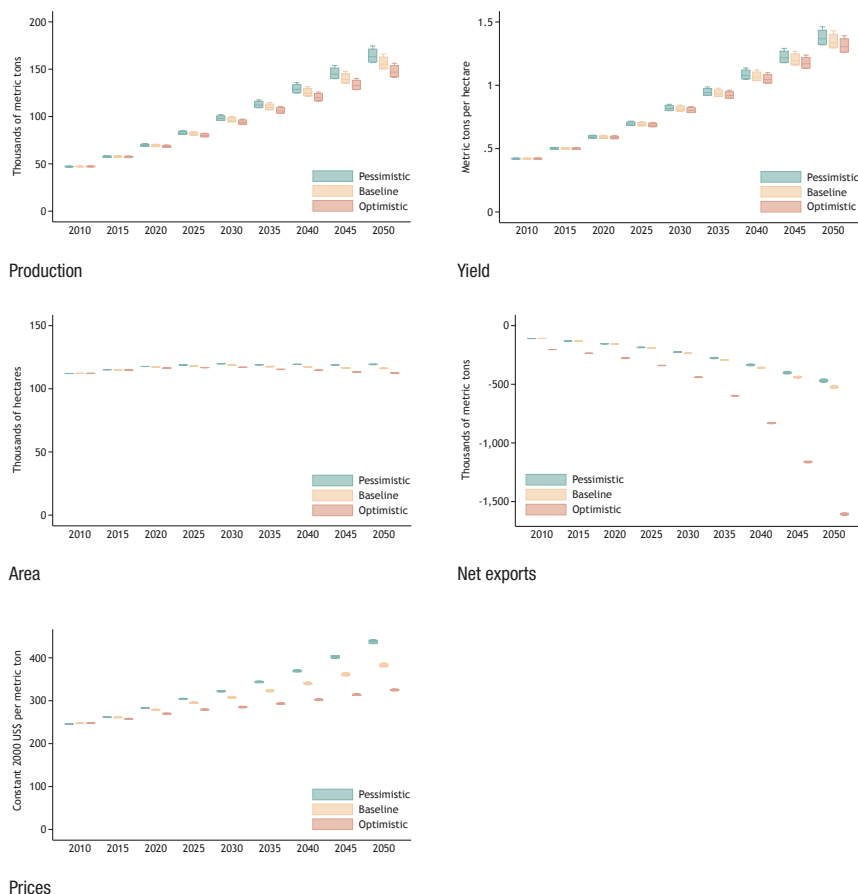 200
150
100
50
0
Thousands of metric tons
Pessimistic
Baseline
Optimistic
2010 2015 2020 2025 2030 2035 2040 2045 2050
Production
1.5
1
.5
0
Metric tons per hectare
Pessimistic
Baseline
Optimistic
2010 2015 2020 2025 2030 2035 2040 2045 2050
Yield
150
100
50
0
Thousands of hectares
Pessimistic
Baseline
Optimistic
2010 2015 2020 2025 2030 2035 2040 2045 2050
Area
0
-500
-1,000
-1,500
Thousands of metric tons
Pessimistic
Baseline
Optimistic
2010 2015 2020 2025 2030 2035 2040 2045 2050
Net exports
400
300
200
100
0
Constant 2000 US$ per metric ton
Pessimistic
Baseline
Optimistic
2010 2015 2020 2025 2030 2035 2040 2045 2050
Prices